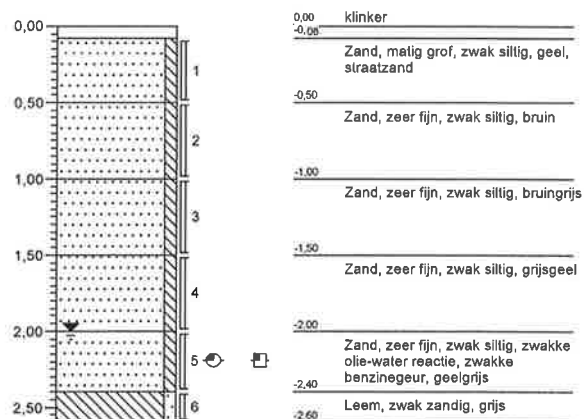 0,00
0,50
1,00
1,50
2,00
2,50
1
2
3
4
5
6
0,00
klinker
-0,08
Zand, matig grof, zwak siltig, geel,
straatzand
-0,50
Zand, zeer fijn, zwak siltig, bruin
-1,00
Zand, zeer fijn, zwak siltig, bruingrijs
-1,50
Zand, zeer fijn, zwak siltig, grijsgeel
-2,00
Zand, zeer fijn, zwak siltig, zwakke
olie-water reactie, zwakke
benzinegeur, geelgrijs
-2,40
Leem, zwak zandig, grijs
-2,60